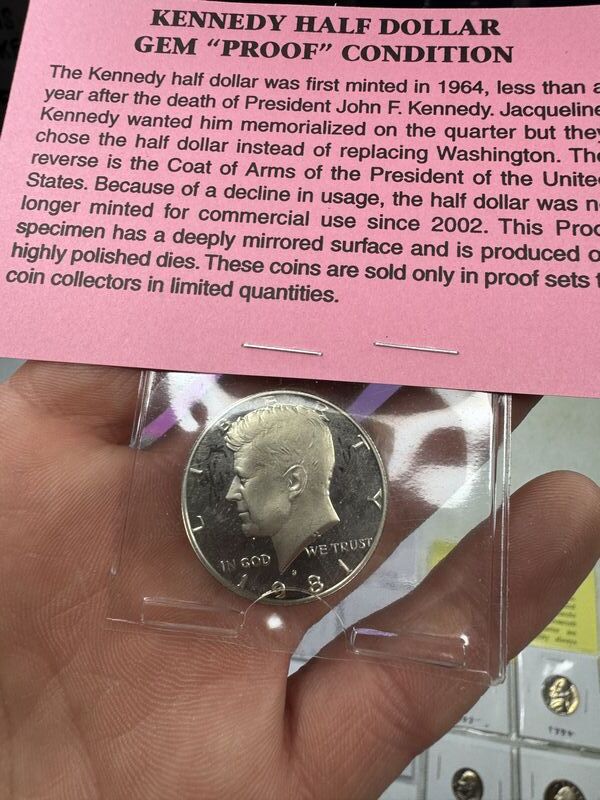 KENNEDY HALF DOLLAR
GEM "PROOF" CONDITION
The Kennedy half dollar was first minted in 1964, less than a
year after the death of President John F. Kennedy. Jacqueline
Kennedy wanted him memorialized on the quarter but they
chose the half dollar instead of replacing Washington. The
reverse is the Coat of Arms of the President of the United
States. Because of a decline in usage, the half dollar was n
longer minted for commercial use since 2002. This Proo
specimen has a deeply mirrored surface and is produced o
highly polished dies. These coins are sold only in proof sets t
coin collectors in limited quantities.
LIBERTY
IN GOD WE TRUST
1981